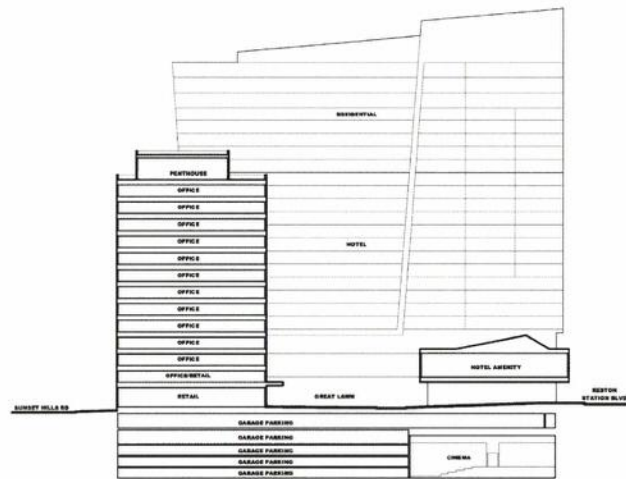 RESIDENTIAL
PENTHOUSE
OFFICE
OFFICE
OFFICE
OFFICE
HOTEL
OFFICE
OFFICE
OFFICE
OFFICE
OFFICE
OFFICE
OFFICE
HOTEL AMENITY
OFFICE/RETAIL
RETAIL
GREAT LAWN
RESTON
STATION BLVD
SUNSET HILLS RD
GARAGE PARKING
GARAGE PARKING
GARAGE PARKING
GARAGE PARKING
CINEMA
GARAGE PARKING